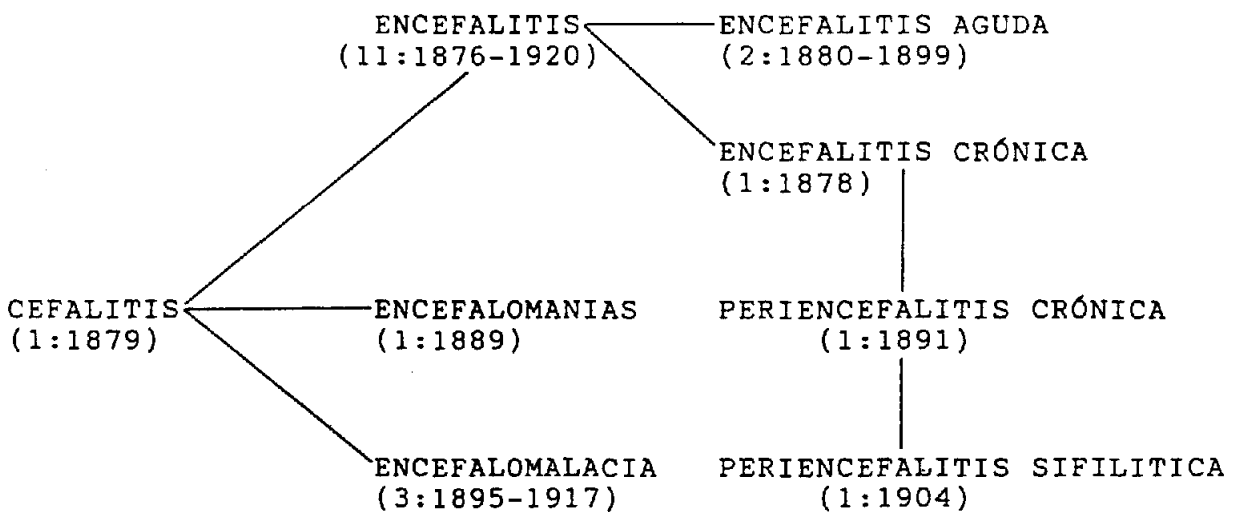 ENCEFALITIS ENCEFALITIS AGUDA
(11:1876-1920) (2:1880-1899)
ENCEFALITIS CRÓNICA
(1:1878)
CEFALITIS ENCEFALOMANIAS PERIENCEFALITIS CRÓNICA
(1:1879) (1:1889) (1:1891)
ENCEFALOMALACIA PERIENCEFALITIS SIFILITICA
(3:1895-1917) (1:1904)